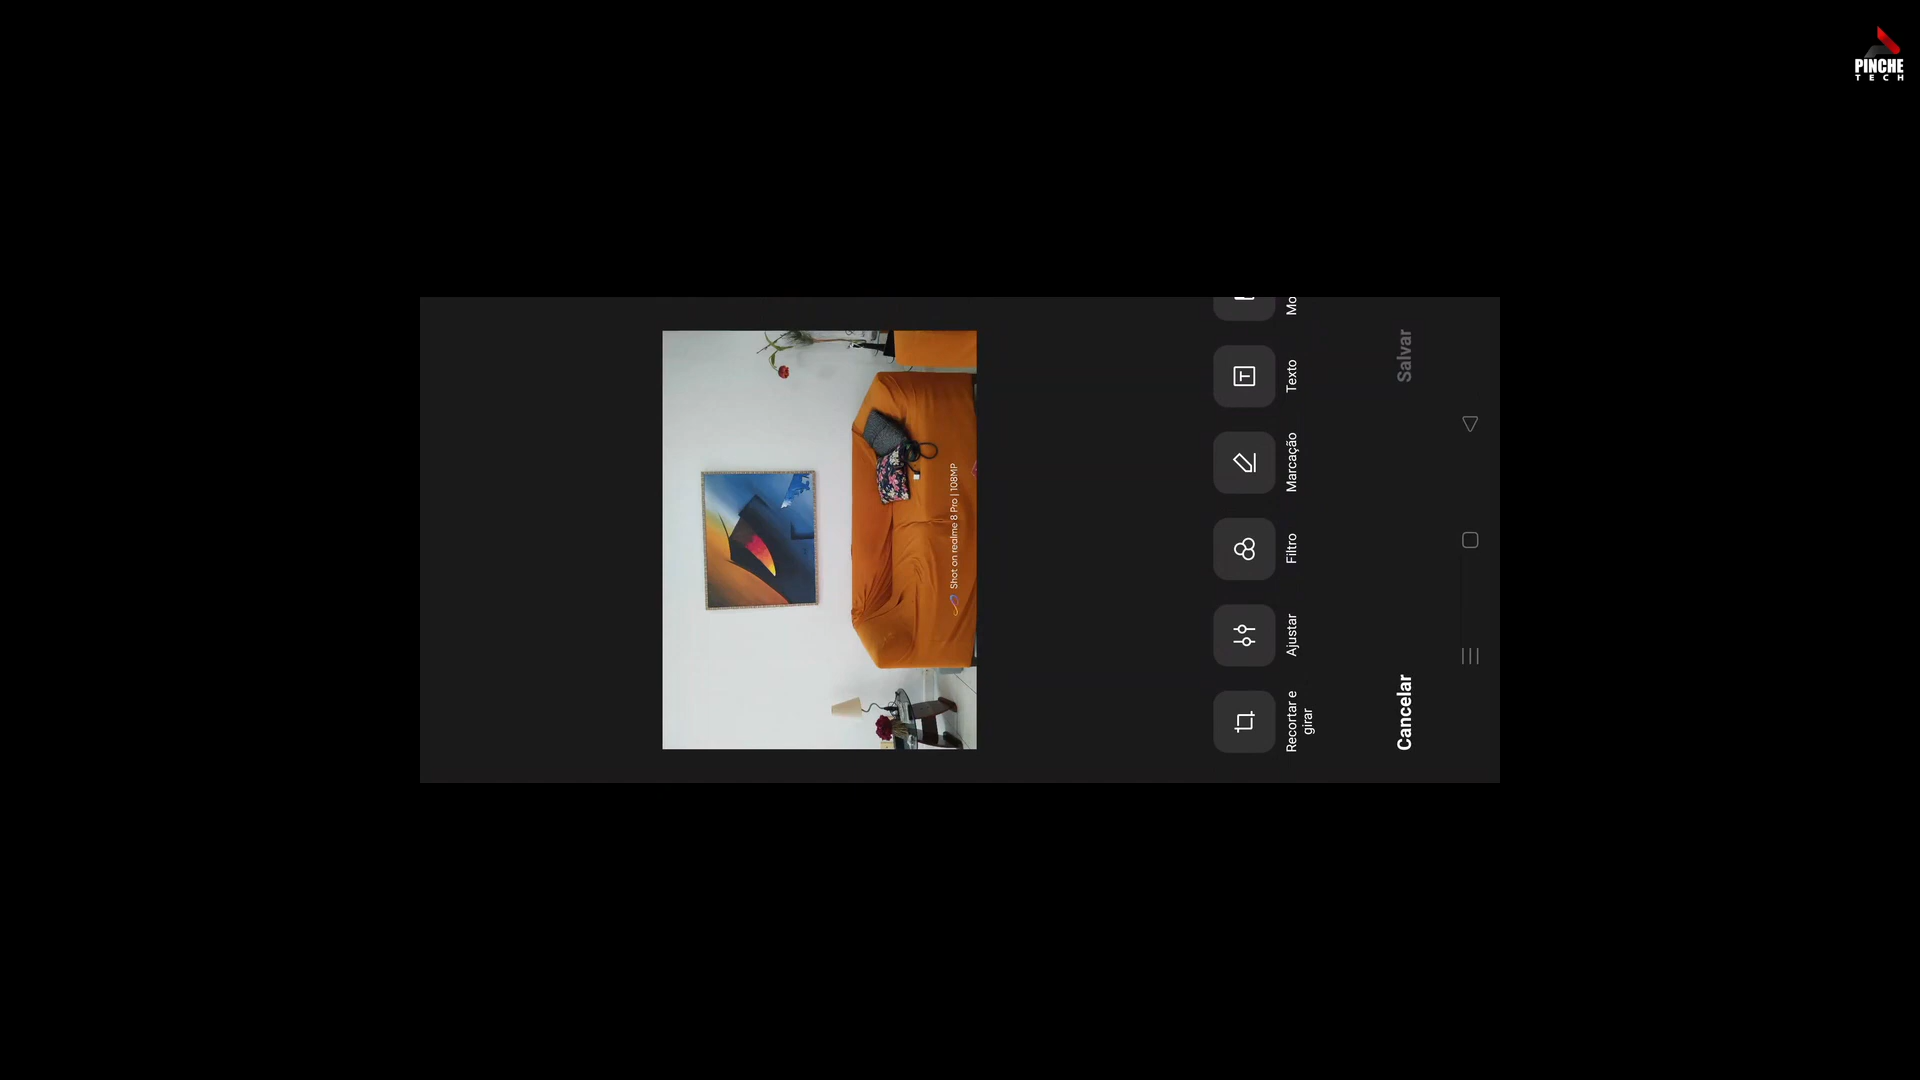 PINCHE
TECH
Shot on realme 8 Pro | 108MP
Recortar e
girar
Ajustar
Filtro
Marcação
Texto
Mo
Cancelar
Salvar